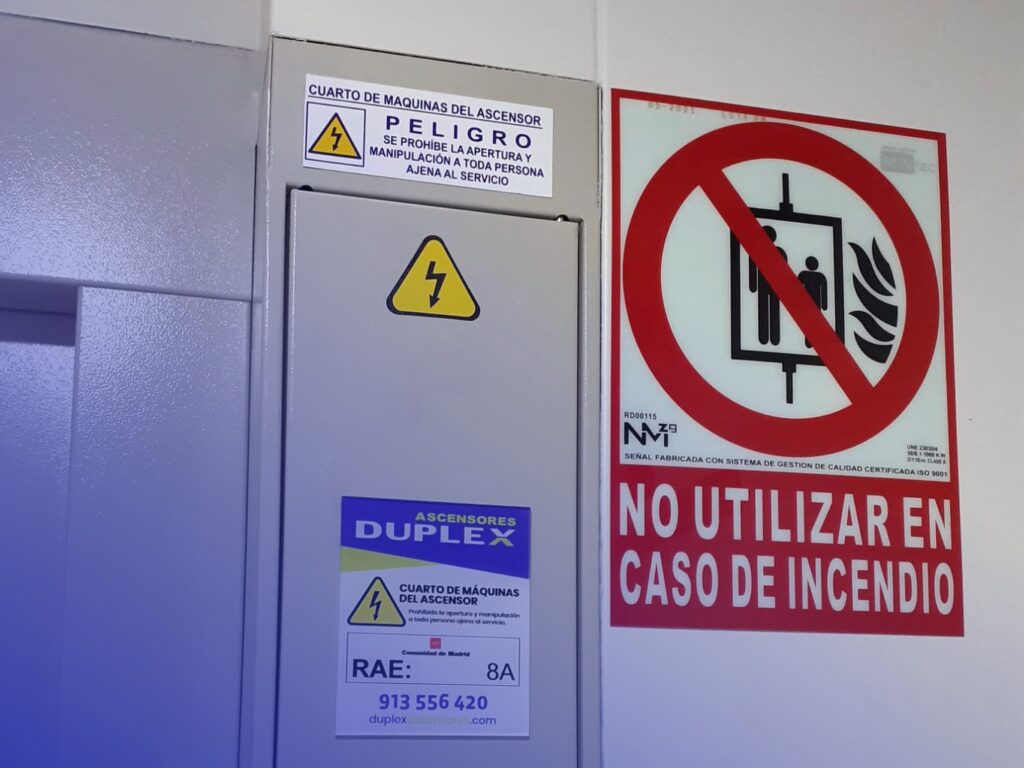 CUARTO DE MAQUINAS DEL ASCENSOR
PELIGRO
SE PROHÍBE LA APERTURA Y
MANIPULACIÓN A TODA PERSONA
AJENA AL SERVICIO
ASCENSORES
DUPLEX
CUARTO DE MÁQUINAS
DEL ASCENSOR
Prohibido la apertura y manipulación
a toda persona ajena al servicio.
Comunidad de Madrid
RAE: 8A
913 556 420
duplexascensores.com
RD00115
SEÑAL FABRICADA CON SISTEMA DE GESTION DE CALIDAD CERTIFICADA ISO 9001
NO UTILIZAR EN
CASO DE INCENDIO